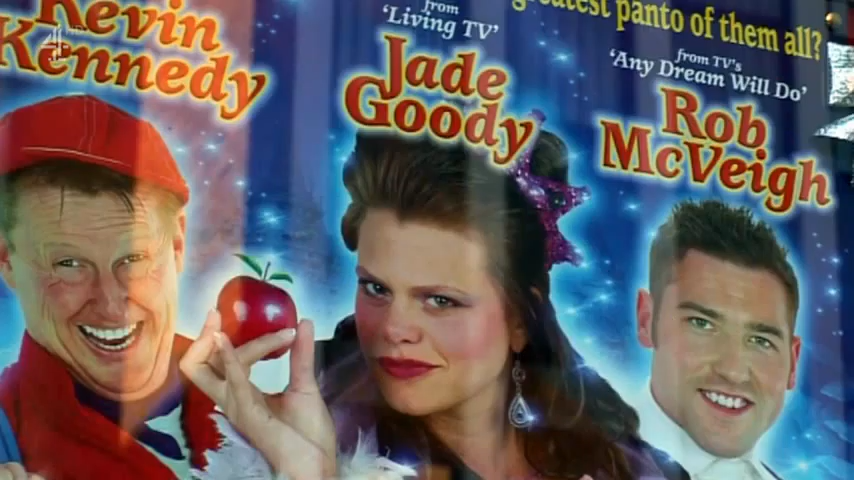 4
Kevin
Kennedy
from
'Living TV'
Jade
Goody
greatest panto of them all?
from TV's
'Any Dream Will Do'
Rob
McVeigh